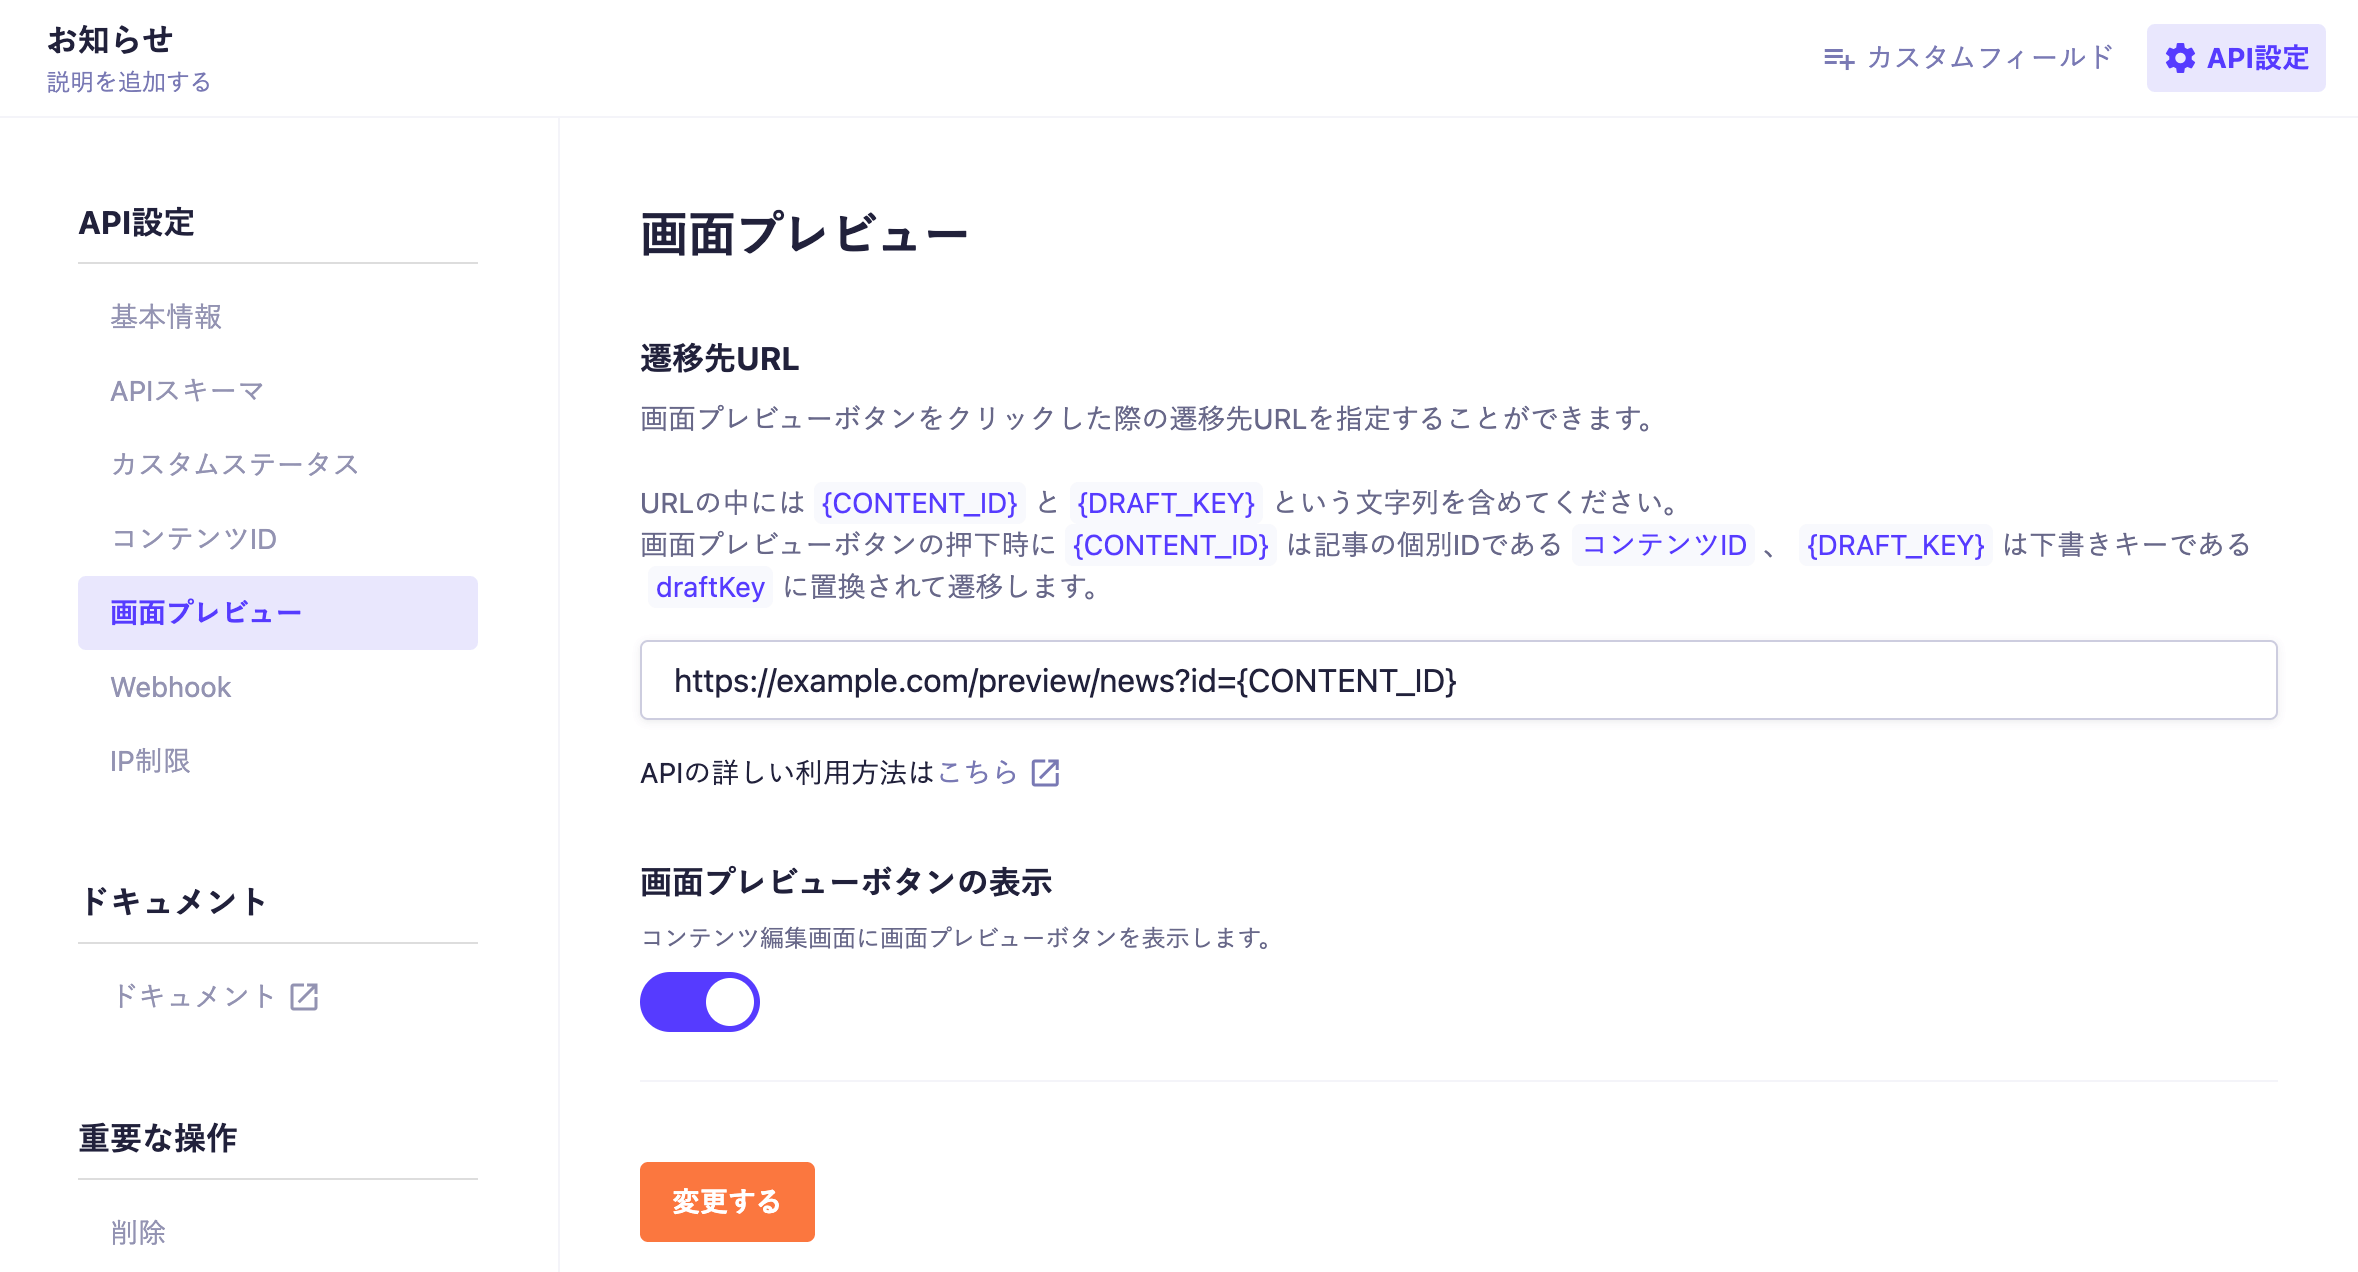 お知らせ
説明を追加する
カスタムフィールド
API設定
API設定
基本情報
APIスキーマ
カスタムステータス
コンテンツID
画面プレビュー
Webhook
IP制限
ドキュメント
ドキュメント
重要な操作
削除
画面プレビュー
遷移先URL
画面プレビューボタンをクリックした際の遷移先URLを指定することができます。
URLの中には {CONTENT_ID} と {DRAFT_KEY} という文字列を含めてください。
画面プレビューボタンの押下時に {CONTENT_ID} は記事の個別IDである コンテンツID 、 {DRAFT_KEY} は下書きキーである
draftKey に置換されて遷移します。
https://example.com/preview/news?id={CONTENT_ID}
APIの詳しい利用方法はこちら
画面プレビューボタンの表示
コンテンツ編集画面に画面プレビューボタンを表示します。
変更する